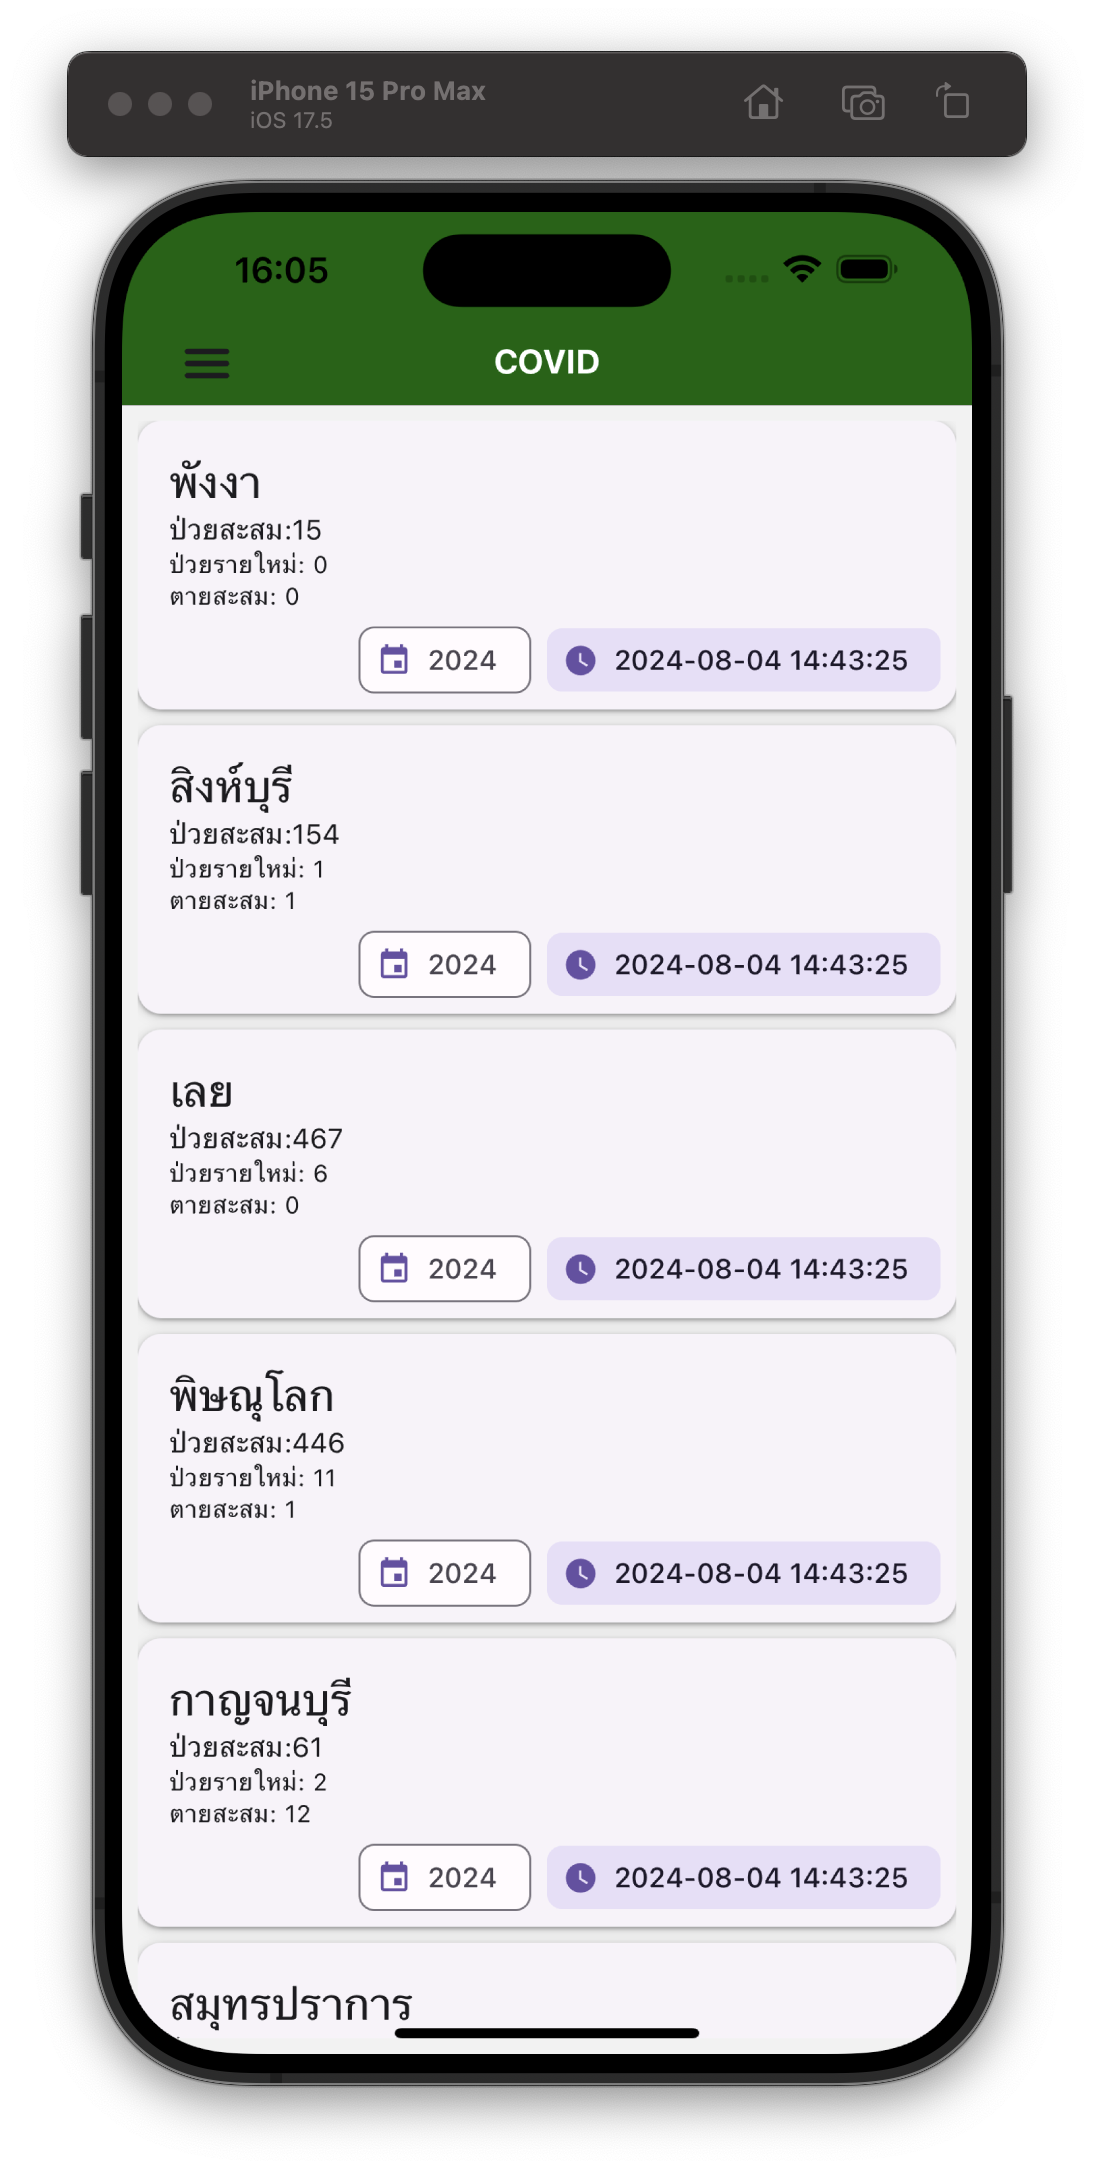 iPhone 15 Pro Max
iOS 17.5
16:05
COVID
พังงา
ป่วยสะสม:15
ป่วยรายใหม่: 0
ตายสะสม: 0
2024 2024-08-04 14:43:25
สิงห์บุรี
ป่วยสะสม:154
ป่วยรายใหม่: 1
ตายสะสม: 1
2024 2024-08-04 14:43:25
เลย
ป่วยสะสม:467
ป่วยรายใหม่: 6
ตายสะสม: 0
2024 2024-08-04 14:43:25
พิษณุโลก
ป่วยสะสม:446
ป่วยรายใหม่: 11
ตายสะสม: 1
2024 2024-08-04 14:43:25
กาญจนบุรี
ป่วยสะสม:61
ป่วยรายใหม่: 2
ตายสะสม: 12
2024 2024-08-04 14:43:25
สมุทรปราการ